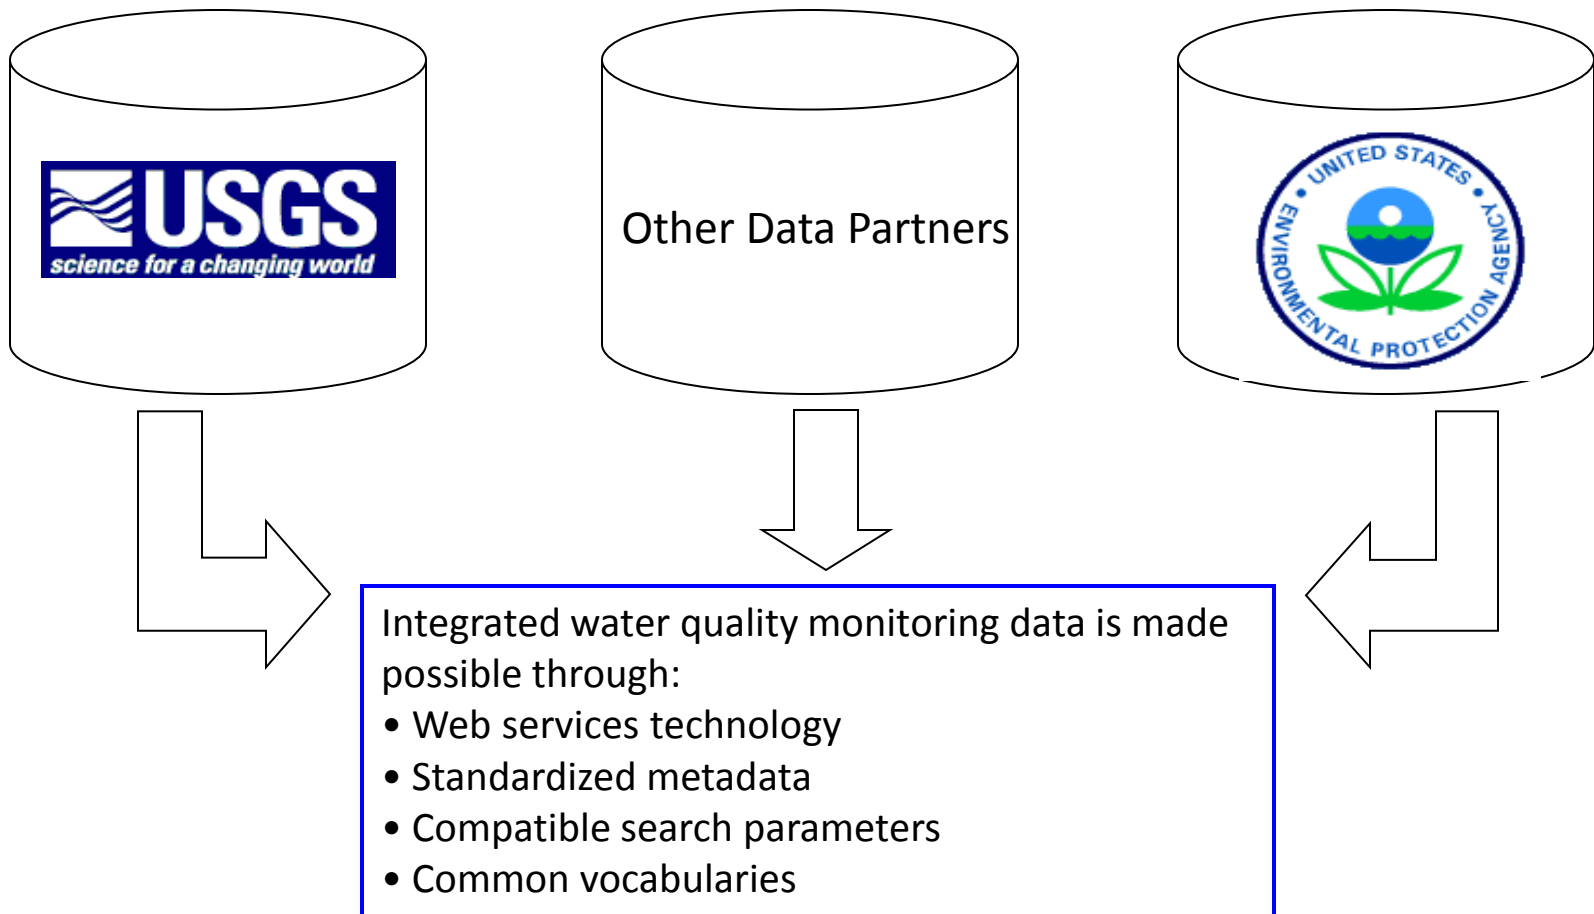 USGS
science for a changing world
Other Data Partners
UNITED STATES
ENVIRONMENTAL PROTECTION AGENCY
Integrated water quality monitoring data is made
possible through:
• Web services technology
• Standardized metadata
• Compatible search parameters
• Common vocabularies